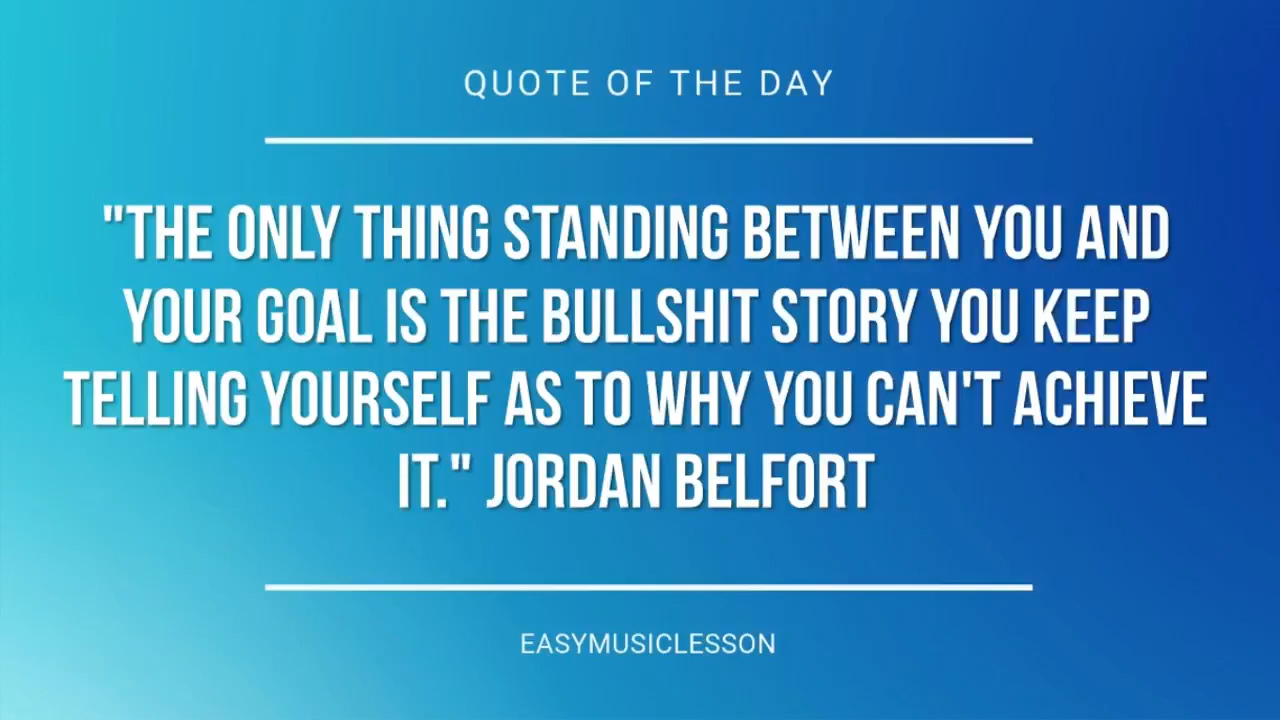 QUOTE OF THE DAY
"THE ONLY THING STANDING BETWEEN YOU AND
YOUR GOAL IS THE BULLSHIT STORY YOU KEEP
TELLING YOURSELF AS TO WHY YOU CAN'T ACHIEVE
IT." JORDAN BELFORT
EASYMUSICLESSON